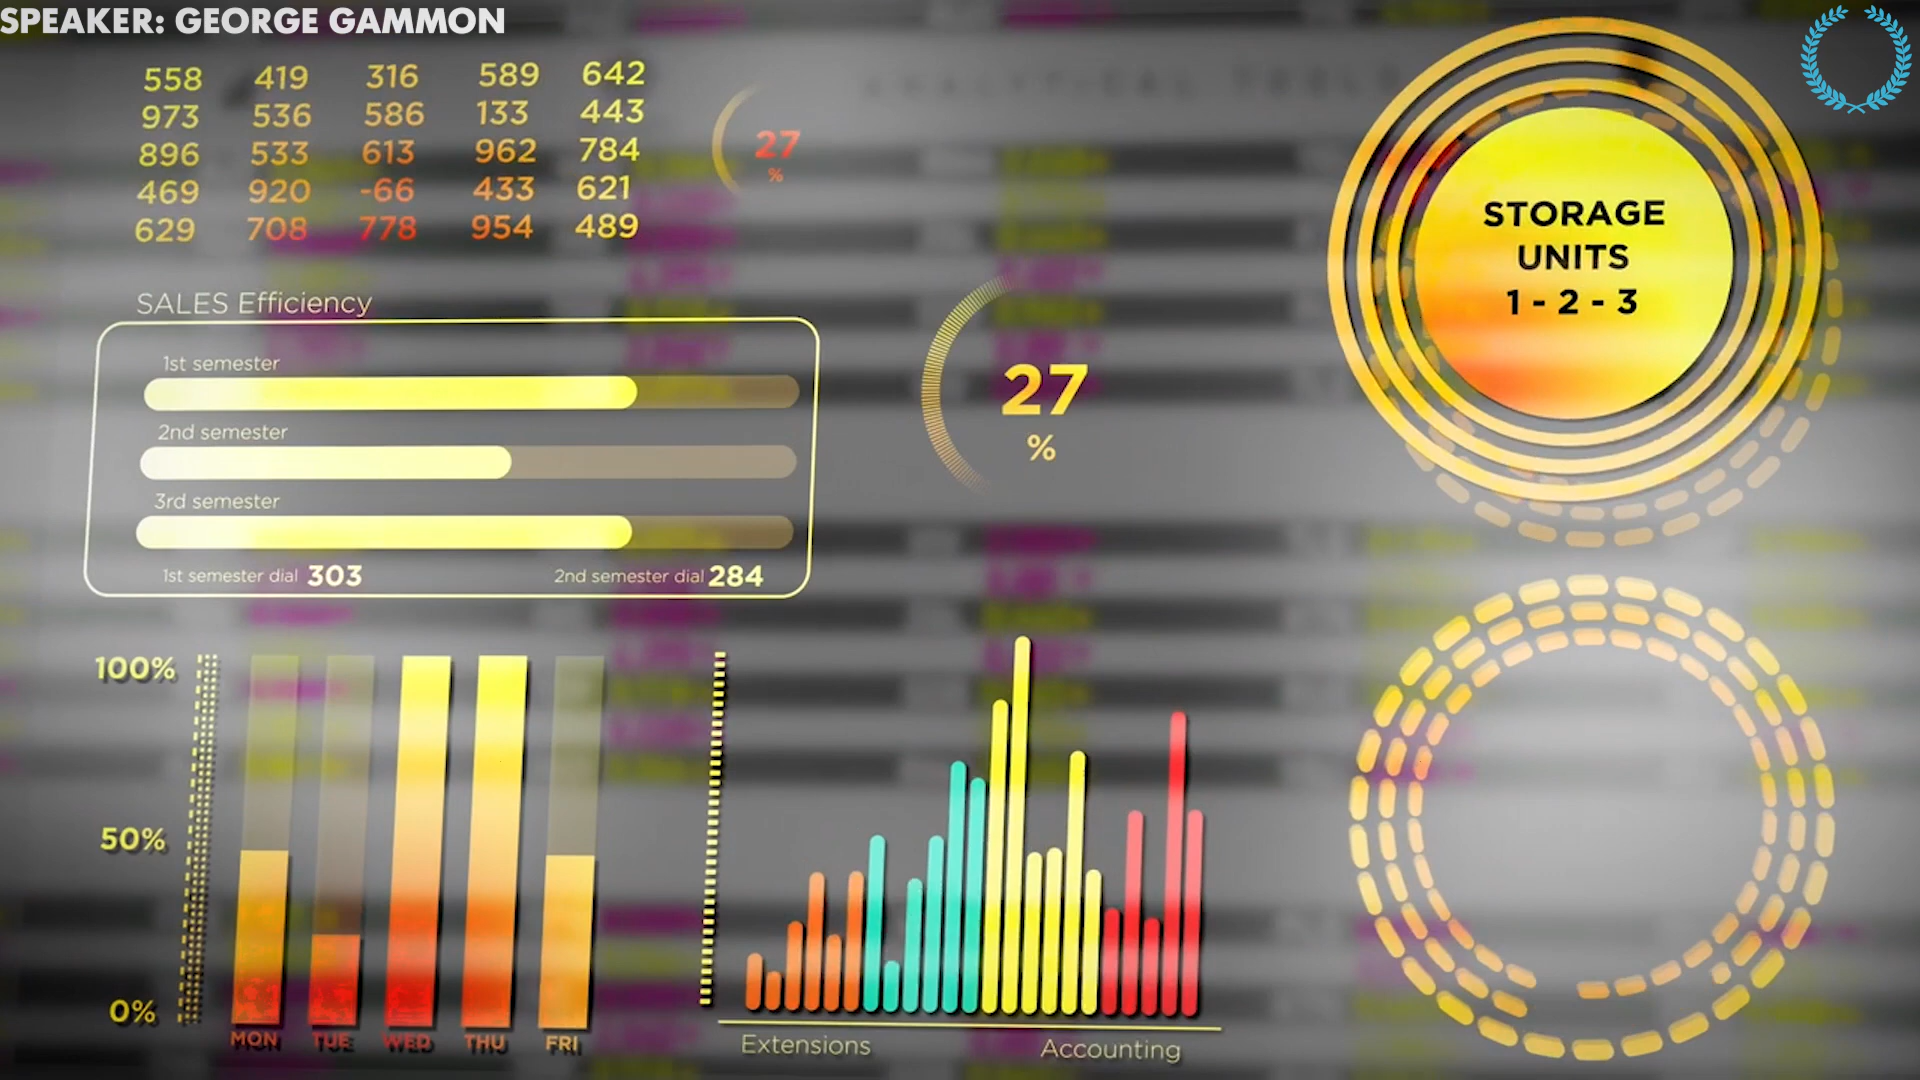 SPEAKER: GEORGE GAMMON
558 419 316 589 642
973 536 586 133 443
896 533 613 962 784
469 920 -66 433 621
629 708 778 954 489
27
%
STORAGE
UNITS
1 - 2 - 3
SALES Efficiency
1st semester
2nd semester
3rd semester
1st semester dial 303
2nd semester dial 284
27
%
100%
50%
0%
MON TUE WED THU FRI
Extensions
Accounting